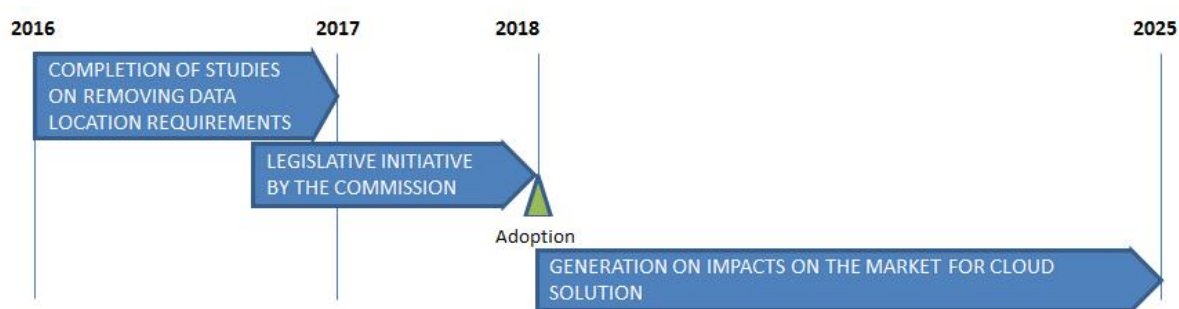 2016 2017 2018 2025
COMPLETION OF STUDIES
ON REMOVING DATA
LOCATION REQUIREMENTS
LEGISLATIVE INITIATIVE
BY THE COMMISSION
Adoption
GENERATION ON IMPACTS ON THE MARKET FOR CLOUD
SOLUTION